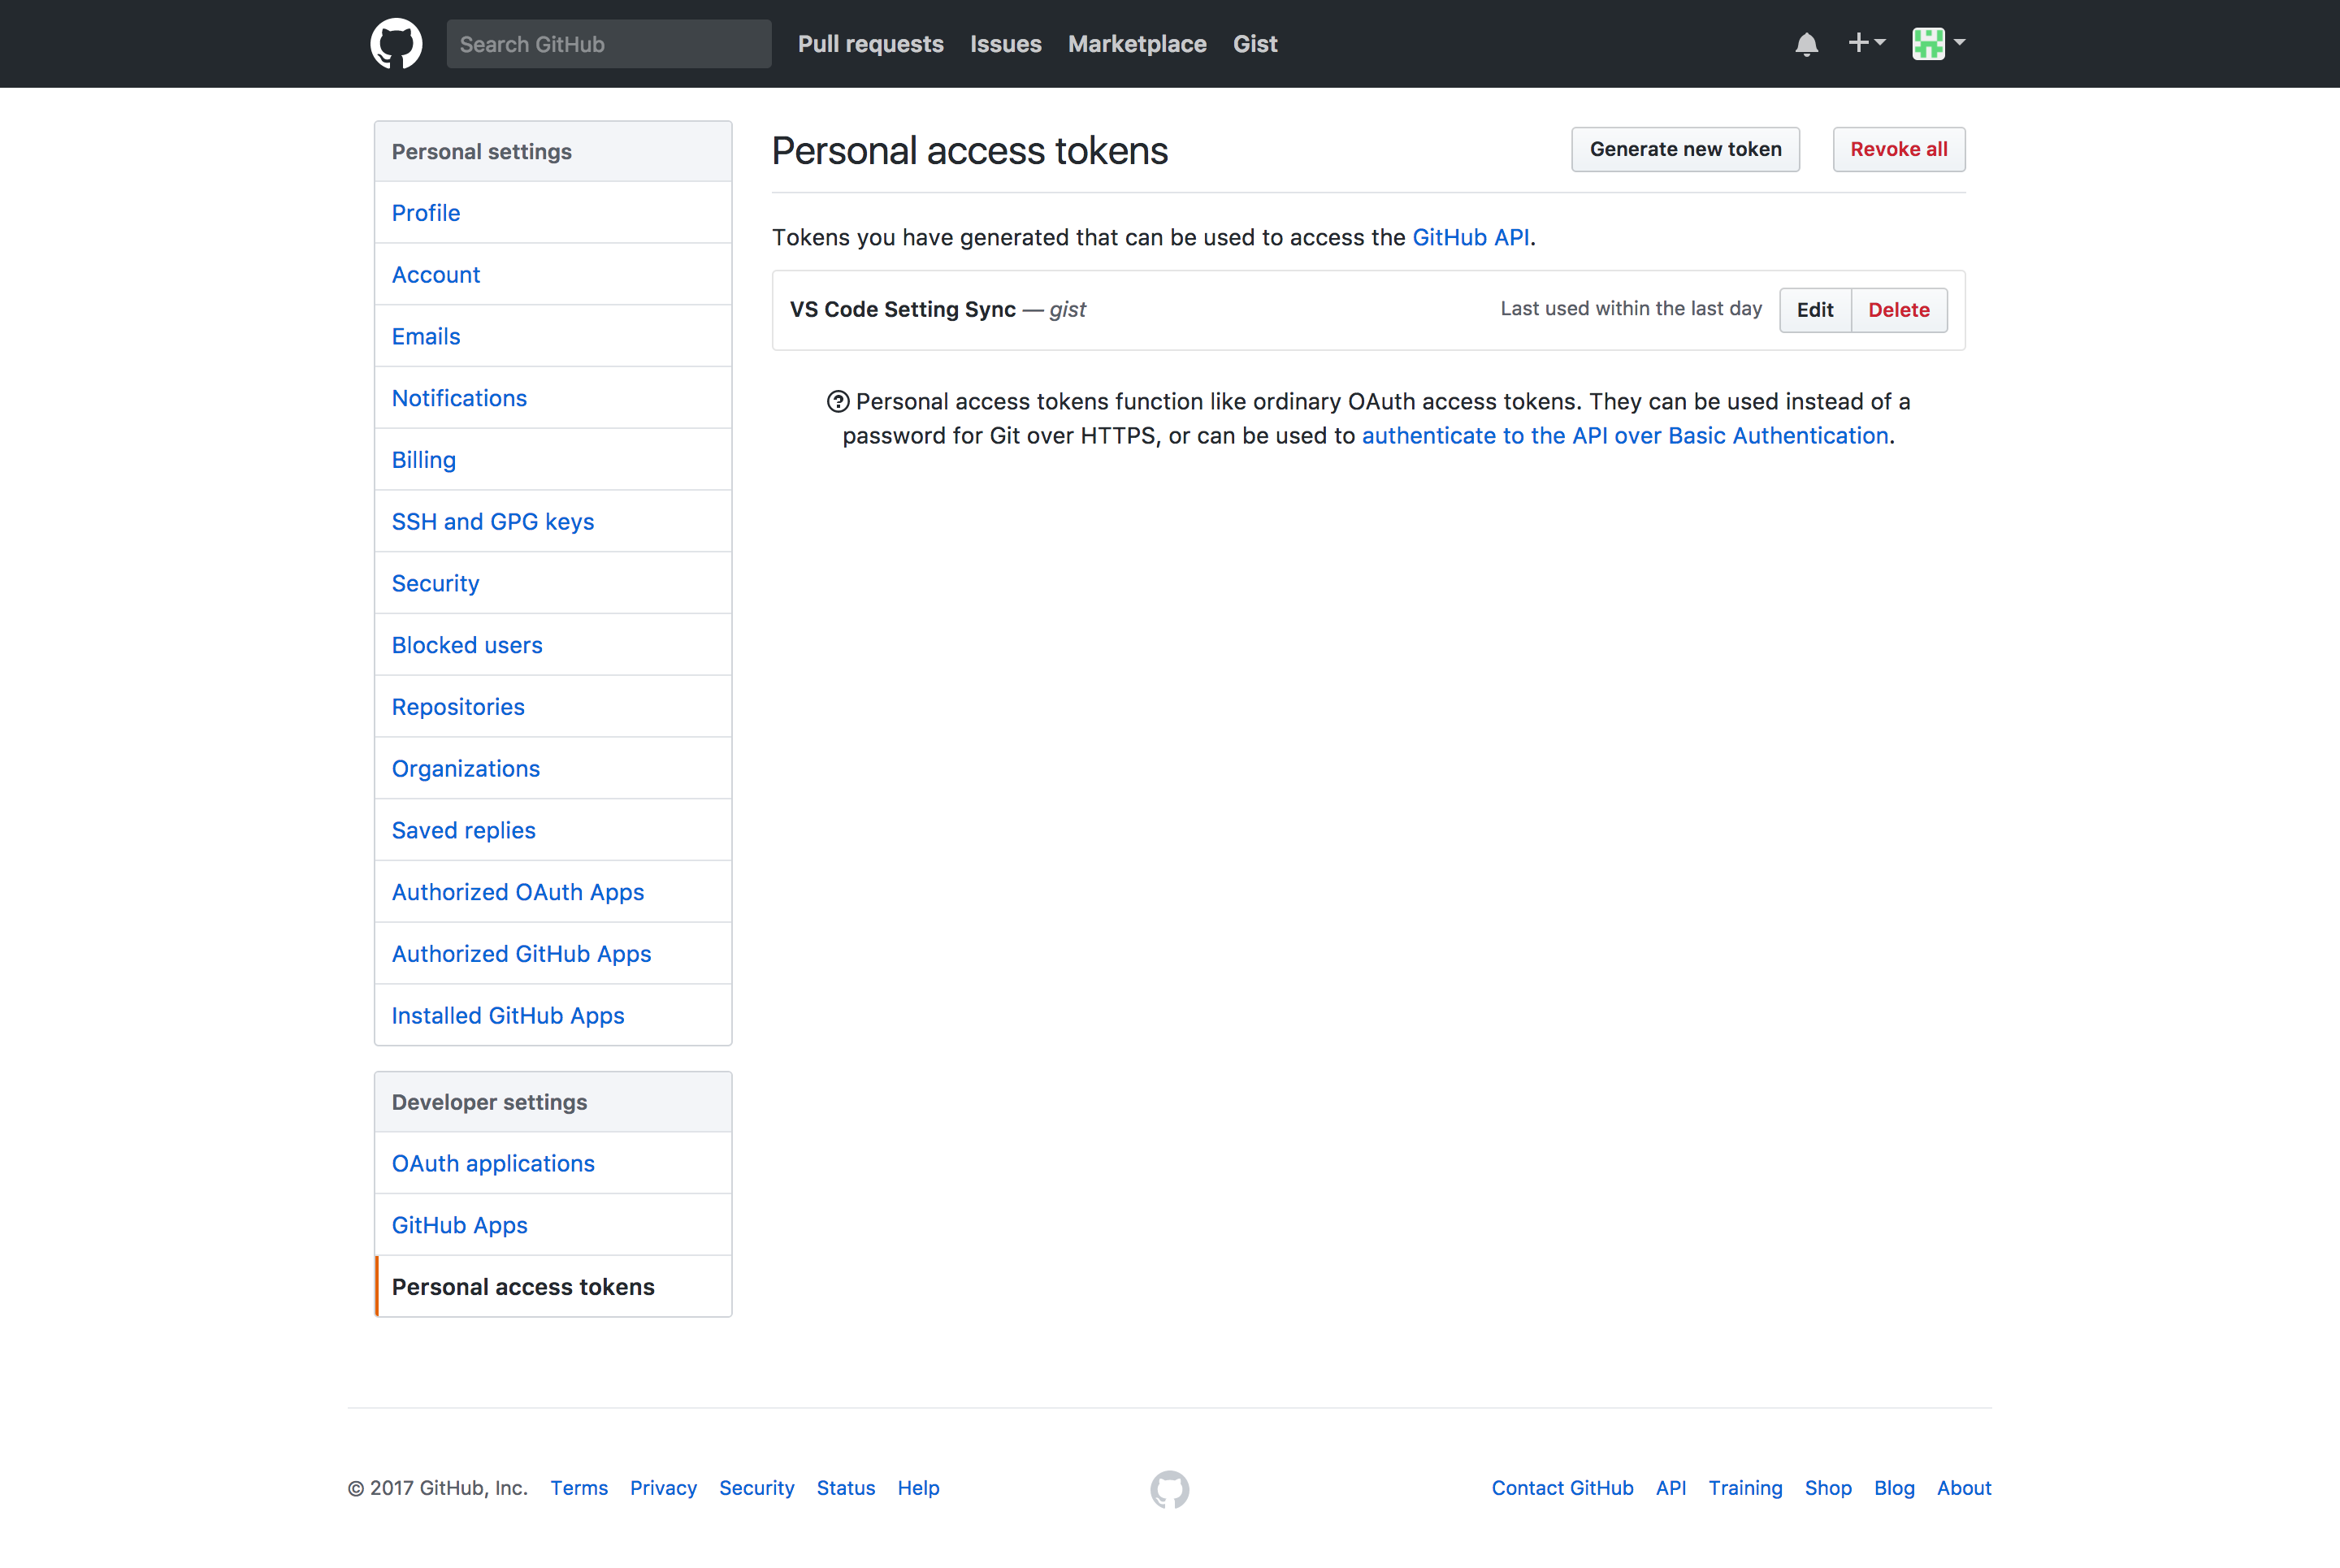 Search GitHub
Pull requests
Issues
Marketplace
Gist
Personal settings
Profile
Account
Emails
Notifications
Billing
SSH and GPG keys
Security
Blocked users
Repositories
Organizations
Saved replies
Authorized OAuth Apps
Authorized GitHub Apps
Installed GitHub Apps
Developer settings
OAuth applications
GitHub Apps
Personal access tokens
Personal access tokens
Generate new token
Revoke all
Tokens you have generated that can be used to access the GitHub API.
VS Code Setting Sync — gist
Last used within the last day
Edit
Delete
Personal access tokens function like ordinary OAuth access tokens. They can be used instead of a
password for Git over HTTPS, or can be used to authenticate to the API over Basic Authentication.
© 2017 GitHub, Inc.
Terms
Privacy
Security
Status
Help
Contact GitHub
API
Training
Shop
Blog
About